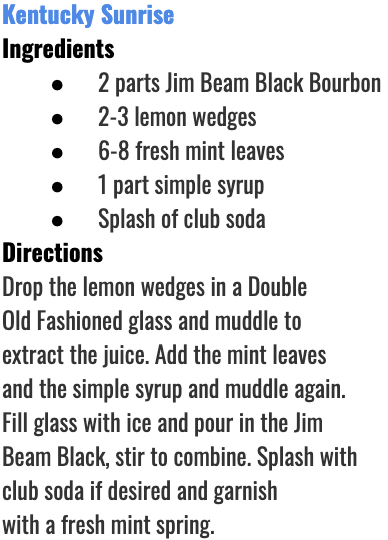 Kentucky Sunrise
Ingredients
● 2 parts Jim Beam Black Bourbon
● 2-3 lemon wedges
● 6-8 fresh mint leaves
● 1 part simple syrup
● Splash of club soda
Directions
Drop the lemon wedges in a Double
Old Fashioned glass and muddle to
extract the juice. Add the mint leaves
and the simple syrup and muddle again.
Fill glass with ice and pour in the Jim
Beam Black, stir to combine. Splash with
club soda if desired and garnish
with a fresh mint spring.